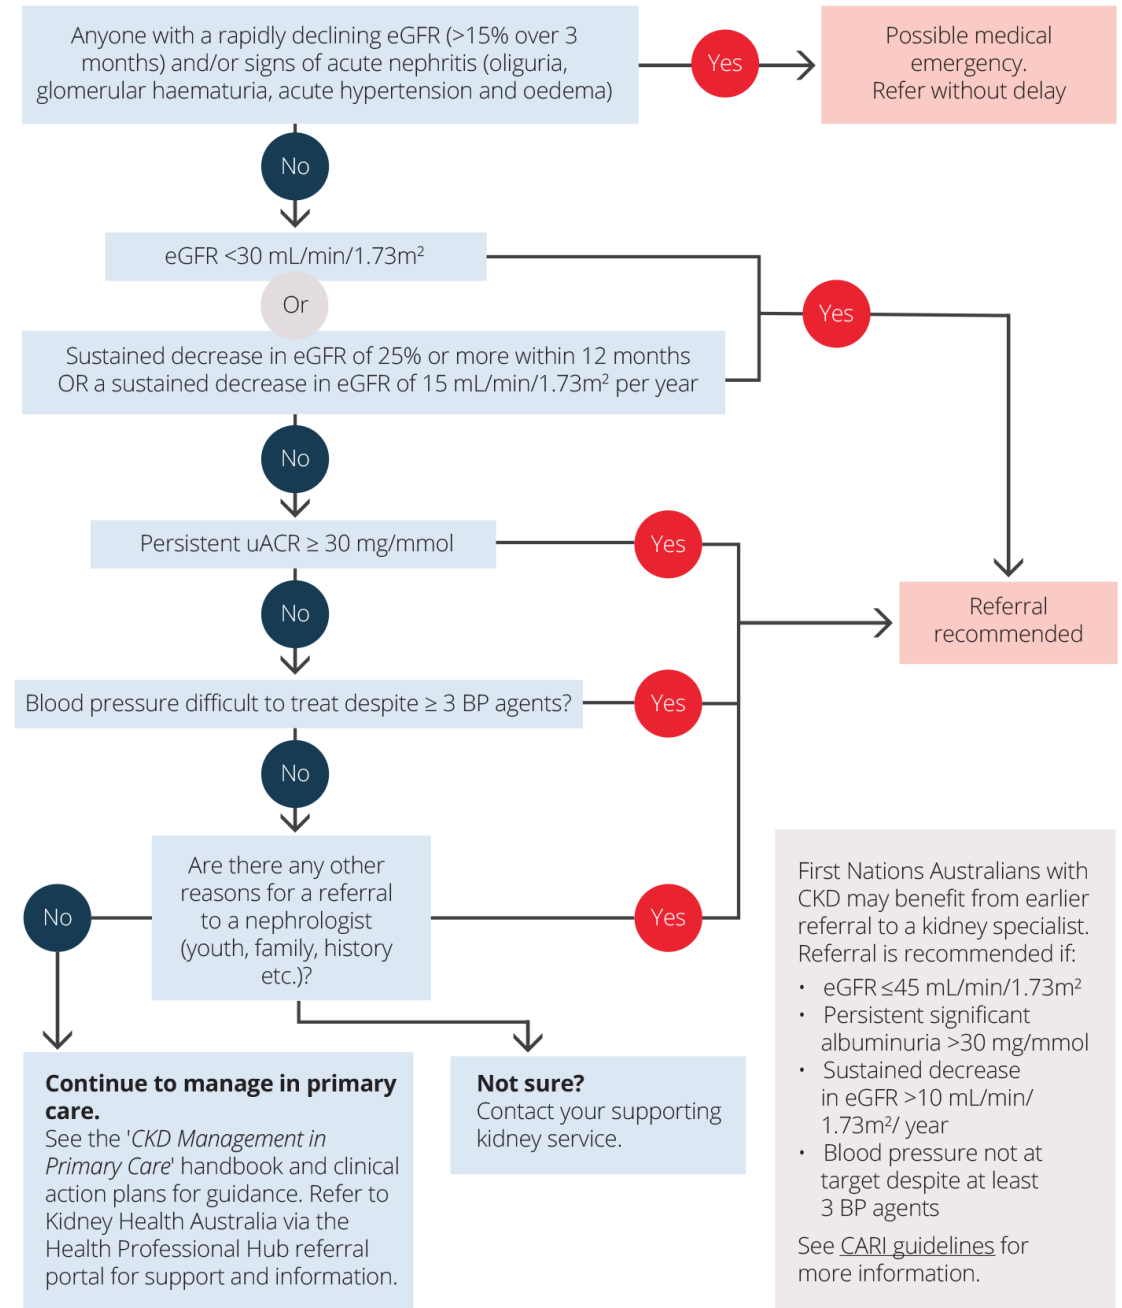 Anyone with a rapidly declining eGFR (>15% over 3
months) and/or signs of acute nephritis (oliguria,
glomerular haematuria, acute hypertension and oedema)
Yes
Possible medical
emergency.
Refer without delay
No
eGFR <30 mL/min/1.73m²
Or
Yes
Sustained decrease in eGFR of 25% or more within 12 months
OR a sustained decrease in eGFR of 15 mL/min/1.73m² per year
No
Persistent uACR ≥ 30 mg/mmol
Yes
Referral
recommended
No
Blood pressure difficult to treat despite ≥ 3 BP agents?
Yes
No
Are there any other
reasons for a referral
to a nephrologist
(youth, family, history
etc.)?
Yes
No
Continue to manage in primary
care.
See the 'CKD Management in
Primary Care' handbook and clinical
action plans for guidance. Refer to
Kidney Health Australia via the
Health Professional Hub referral
portal for support and information.
Not sure?
Contact your supporting
kidney service.
First Nations Australians with
CKD may benefit from earlier
referral to a kidney specialist.
Referral is recommended if:
• eGFR ≤45 mL/min/1.73m²
• Persistent significant
albuminuria >30 mg/mmol
• Sustained decrease
in eGFR >10 mL/min/
1.73m²/ year
• Blood pressure not at
target despite at least
3 BP agents
See CARI guidelines for
more information.